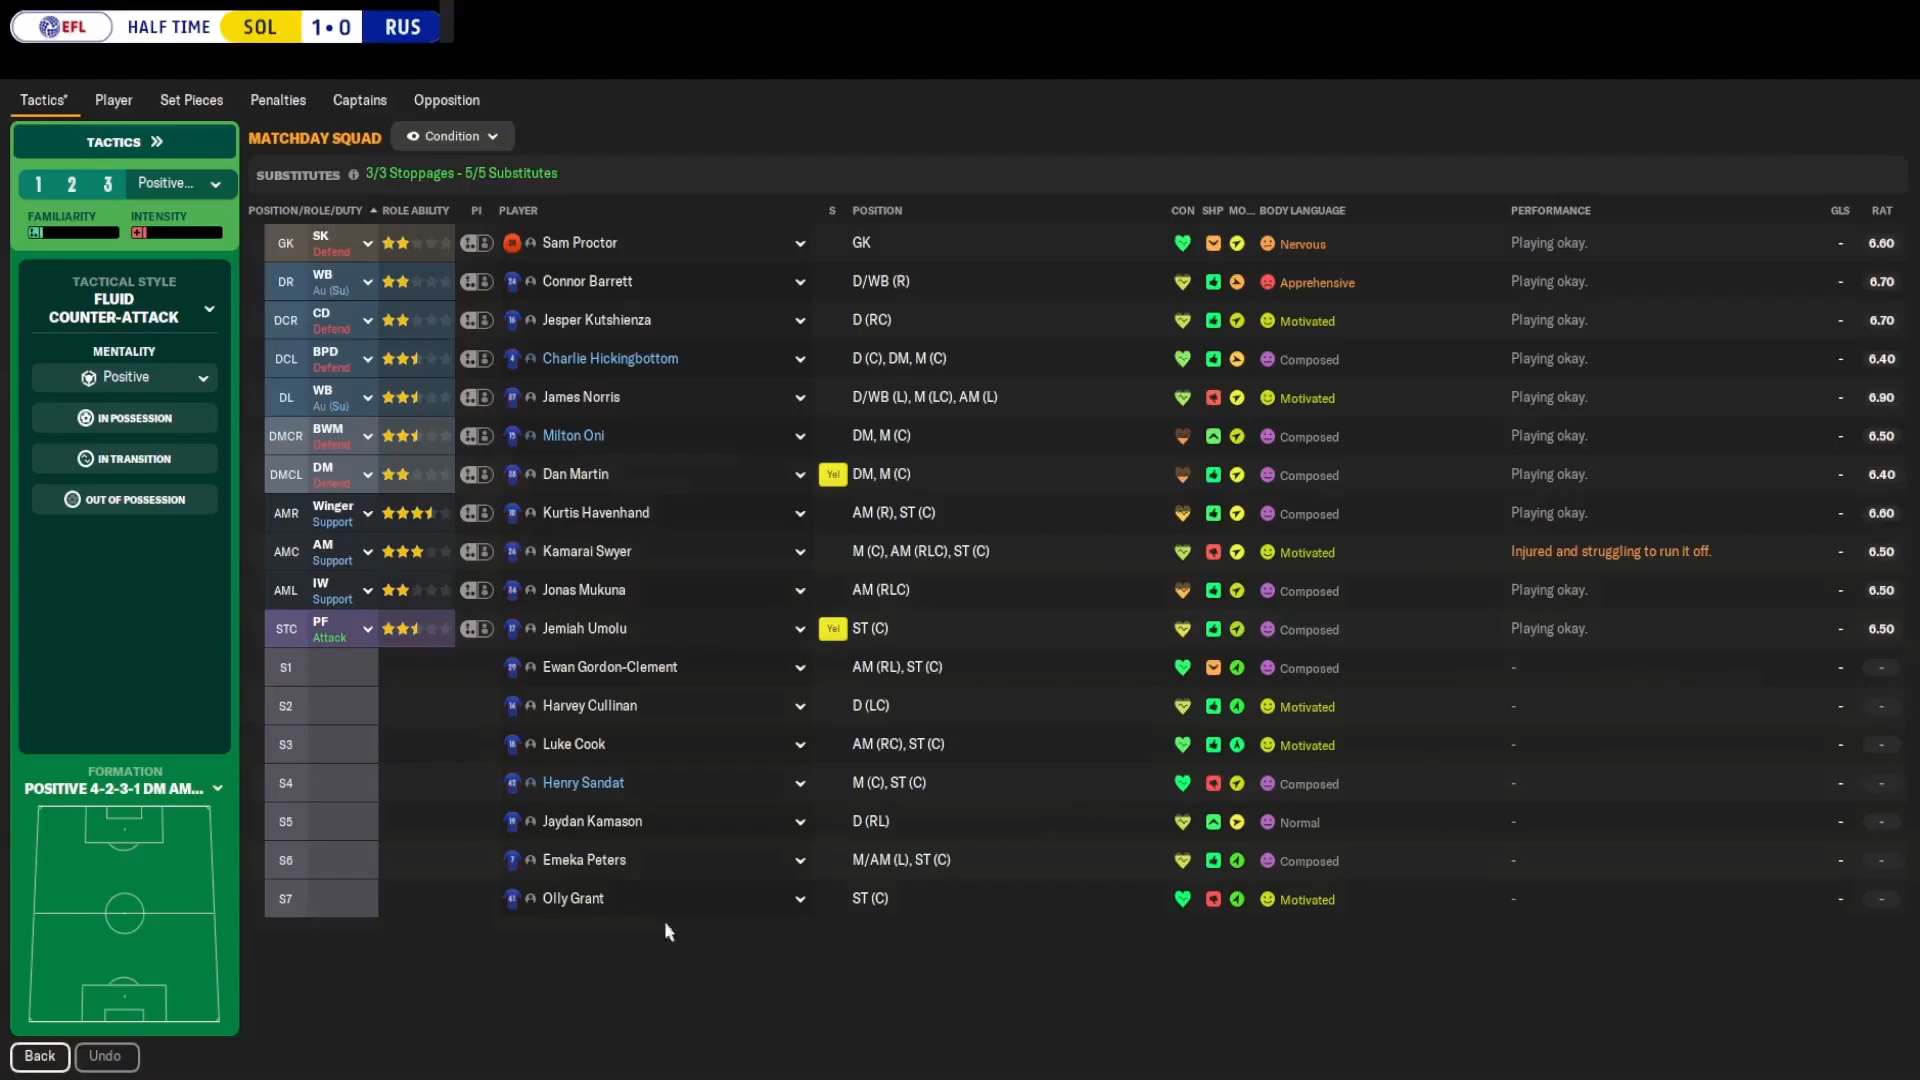 EFL HALF TIME SOL 1•0 RUS
Tactics* Player Set Pieces Penalties Captains Opposition
TACTICS
MATCHDAY SQUAD Condition
1 2 3 Positive...
SUBSTITUTES 3/3 Stoppages - 5/5 Substitutes
FAMILIARITY INTENSITY
POSITION/ROLE/DUTY ROLE ABILITY PI PLAYER S POSITION CON SHP MO... BODY LANGUAGE PERFORMANCE GLS RAT
GK SK Defend Sam Proctor GK Nervous Playing okay. - 6.60
DR WB Au (Su) Connor Barrett D/WB (R) Apprehensive Playing okay. - 6.70
DCR CD Defend Jesper Kutshienza D (RC) Motivated Playing okay. - 6.70
DCL BPD Defend Charlie Hickingbottom D (C), DM, M (C) Composed Playing okay. - 6.40
DL WB Au (Su) James Norris D/WB (L), M (LC), AM (L) Motivated Playing okay. - 6.90
DMCR BWM Defend Milton Oni DM, M (C) Composed Playing okay. - 6.50
DMCL DM Defend Dan Martin Yel DM, M (C) Composed Playing okay. - 6.40
AMR Winger Support Kurtis Havenhand AM (R), ST (C) Composed Playing okay. - 6.60
AMC AM Support Kamarai Swyer M (C), AM (RLC), ST (C) Motivated Injured and struggling to run it off. - 6.50
AML IW Support Jonas Mukuna AM (RLC) Composed Playing okay. - 6.50
STC PF Attack Jemiah Umolu Yel ST (C) Composed Playing okay. - 6.50
S1 Ewan Gordon-Clement AM (RL), ST (C) Composed - - -
S2 Harvey Cullinan D (LC) Motivated - - -
S3 Luke Cook AM (RC), ST (C) Motivated - - -
S4 Henry Sandat M (C), ST (C) Composed - - -
S5 Jaydan Kamason D (RL) Normal - - -
S6 Emeka Peters M/AM (L), ST (C) Composed - - -
S7 Olly Grant ST (C) Motivated - - -
TACTICAL STYLE
FLUID
COUNTER-ATTACK
MENTALITY
Positive
IN POSSESSION
IN TRANSITION
OUT OF POSSESSION
FORMATION
POSITIVE 4-2-3-1 DM AM...
Back Undo